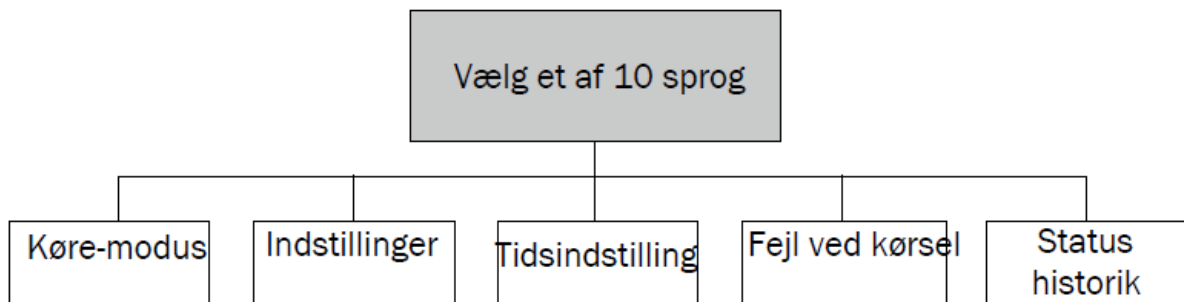 Vælg et af 10 sprog
Køre-modus
Indstillinger
Tidsindstilling
Fejl ved kørsel
Status
historik